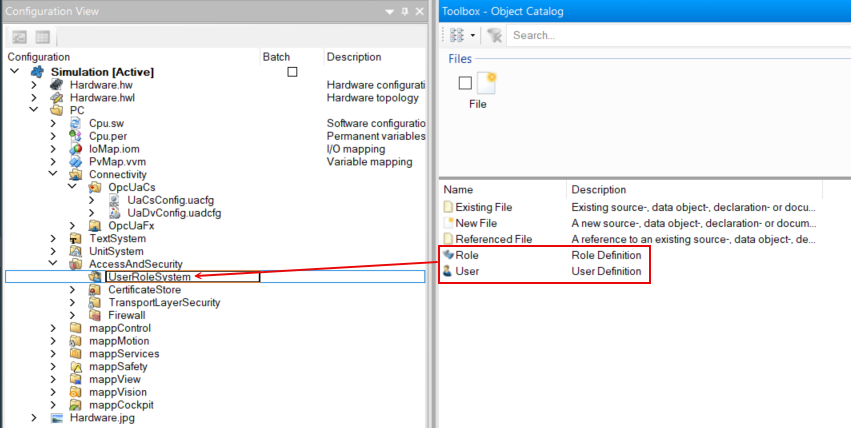 Configuration View
Configuration Batch Description
Simulation [Active]
Hardware.hw Hardware configurati
Hardware.hwl Hardware topology
PC
Cpu.sw Software configuratio
Cpu.per Permanent variables
IoMap.iom I/O mapping
PvMap.vvm Variable mapping
Connectivity
OpcUaCs
UaCsConfig.uacfg
UaDvConfig.uadcfg
OpcUaFx
TextSystem
UnitSystem
AccessAndSecurity
UserRoleSystem
CertificateStore
TransportLayerSecurity
Firewall
mappControl
mappMotion
mappServices
mappSafety
mappView
mappVision
mappCockpit
Hardware.jpg
Toolbox - Object Catalog
Search...
Files
File
Name Description
Existing File Existing source-, data object-, declaration- or docu...
New File A new source-, data object-, declaration- or docum...
Referenced File A reference to an existing source-, data object-, de...
Role Role Definition
User User Definition